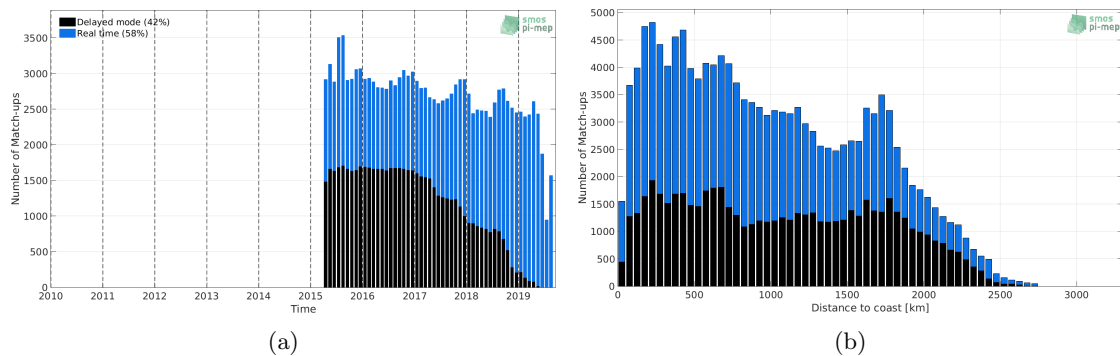 Delayed mode (42%)
Real time (58%)
smos
pi-mep
Number of Match-ups
3500
3000
2500
2000
1500
1000
500
0
2010 2011 2012 2013 2014 2015 2016 2017 2018 2019
Time
(a)
smos
pi-mep
Number of Match-ups
5000
4500
4000
3500
3000
2500
2000
1500
1000
500
0
0 500 1000 1500 2000 2500 3000
Distance to coast [km]
(b)